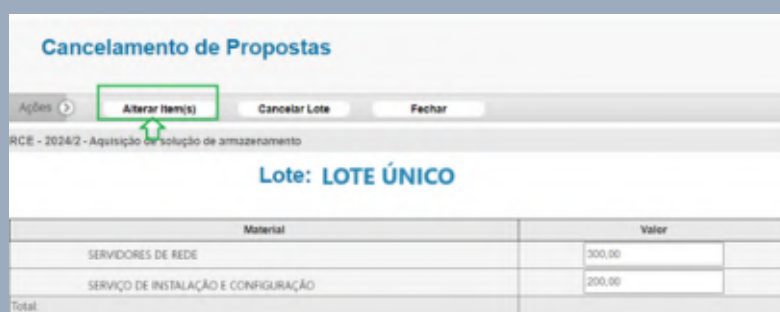 Cancelamento de Propostas
Ações Alterar Item(s) Cancelar Lote Fechar
RCE - 2024/2 - Aquisição de solução de armazenamento
Lote: LOTE ÚNICO
Material Valor
SERVIDORES DE REDE 300,00
SERVIÇO DE INSTALAÇÃO E CONFIGURAÇÃO 200,00
Total